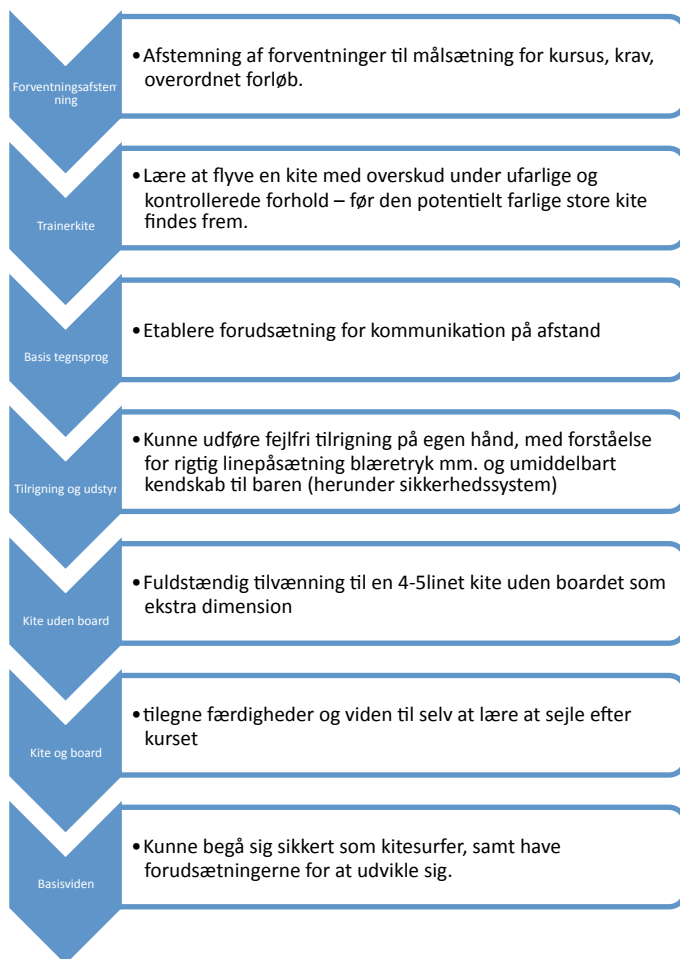 Forventningsafstem
ning
•Afstemning af forventninger til målsætning for kursus, krav,
overordnet forløb.
Trainerkite
•Lære at flyve en kite med overskud under ufarlige og
kontrollerede forhold – før den potentielt farlige store kite
findes frem.
Basis tegnsprog
•Etablere forudsætning for kommunikation på afstand
Tilrigning og udstyr
•Kunne udføre fejlfri tilrigning på egen hånd, med forståelse
for rigtig linepåsætning blæretryk mm. og umiddelbart
kendskab til baren (herunder sikkerhedssystem)
Kite uden board
•Fuldstændig tilvænning til en 4-5linet kite uden boardet som
ekstra dimension
Kite og board
•tilegne færdigheder og viden til selv at lære at sejle efter
kurset
Basisviden
•Kunne begå sig sikkert som kitesurfer, samt have
forudsætningerne for at udvikle sig.